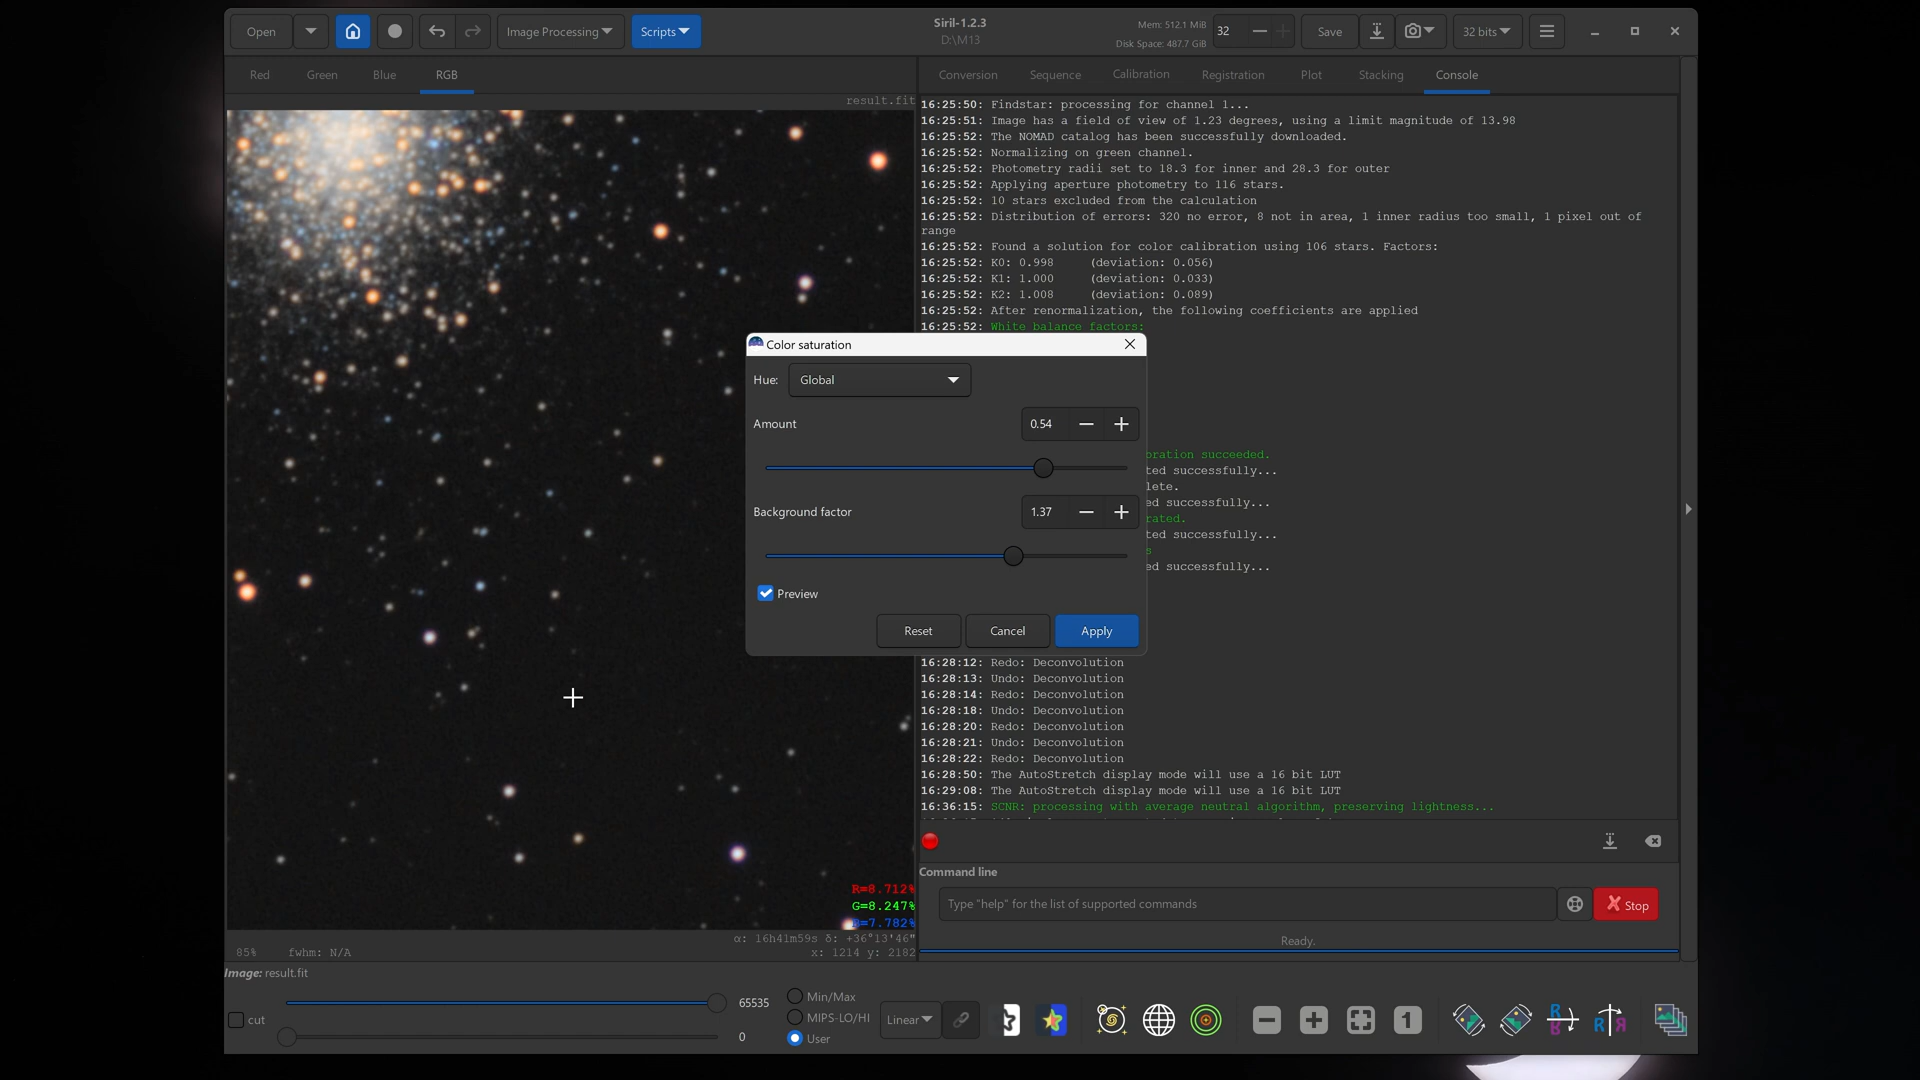 Open
Image Processing
Scripts
Siril-1.2.3
D:\M13
Mem: 512.1 MiB
Disk Space: 487.7 GiB
32
Save
32 bits
Red
Green
Blue
RGB
result.fit
Conversion
Sequence
Calibration
Registration
Plot
Stacking
Console
16:25:50: Findstar: processing for channel 1...
16:25:51: Image has a field of view of 1.23 degrees, using a limit magnitude of 13.98
16:25:52: The NOMAD catalog has been successfully downloaded.
16:25:52: Normalizing on green channel.
16:25:52: Photometry radii set to 18.3 for inner and 28.3 for outer
16:25:52: Applying aperture photometry to 116 stars.
16:25:52: 10 stars excluded from the calculation
16:25:52: Distribution of errors: 320 no error, 8 not in area, 1 inner radius too small, 1 pixel out of
range
16:25:52: Found a solution for color calibration using 106 stars. Factors:
16:25:52: K0: 0.998 (deviation: 0.056)
16:25:52: K1: 1.000 (deviation: 0.033)
16:25:52: K2: 1.008 (deviation: 0.089)
16:25:52: After renormalization, the following coefficients are applied
16:25:52: White balance factors:
Color saturation
Hue:
Global
Amount
0.54
Background factor
1.37
Preview
Reset
Cancel
Apply
succeeded.
successfully...
successfully...
successfully...
successfully...
16:28:12: Redo: Deconvolution
16:28:13: Undo: Deconvolution
16:28:14: Redo: Deconvolution
16:28:18: Undo: Deconvolution
16:28:20: Redo: Deconvolution
16:28:21: Undo: Deconvolution
16:28:22: Redo: Deconvolution
16:28:50: The AutoStretch display mode will use a 16 bit LUT
16:29:08: The AutoStretch display mode will use a 16 bit LUT
16:36:15: SCNR: processing with average neutral algorithm, preserving lightness...
Command line
Type "help" for the list of supported commands
Stop
Ready.
R=8.712%
G=8.247%
B=7.782%
α: 16h41m59s δ: +36°13'46"
x: 1214 y: 2182
85%
fwhm: N/A
Image: result.fit
cut
65535
0
Min/Max
MIPS-LO/HI
User
Linear
1